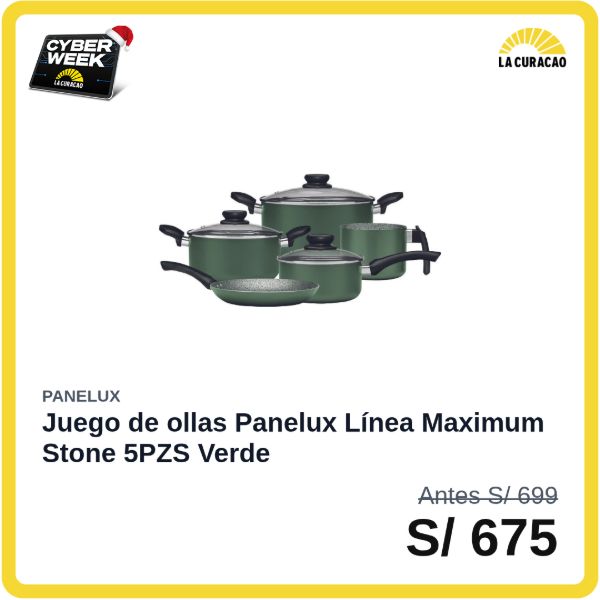 CYBER
WEEK
LA CURACAO
LA CURACAO
PANELUX
Juego de ollas Panelux Línea Maximum
Stone 5PZS Verde
Antes S/ 699
S/ 675